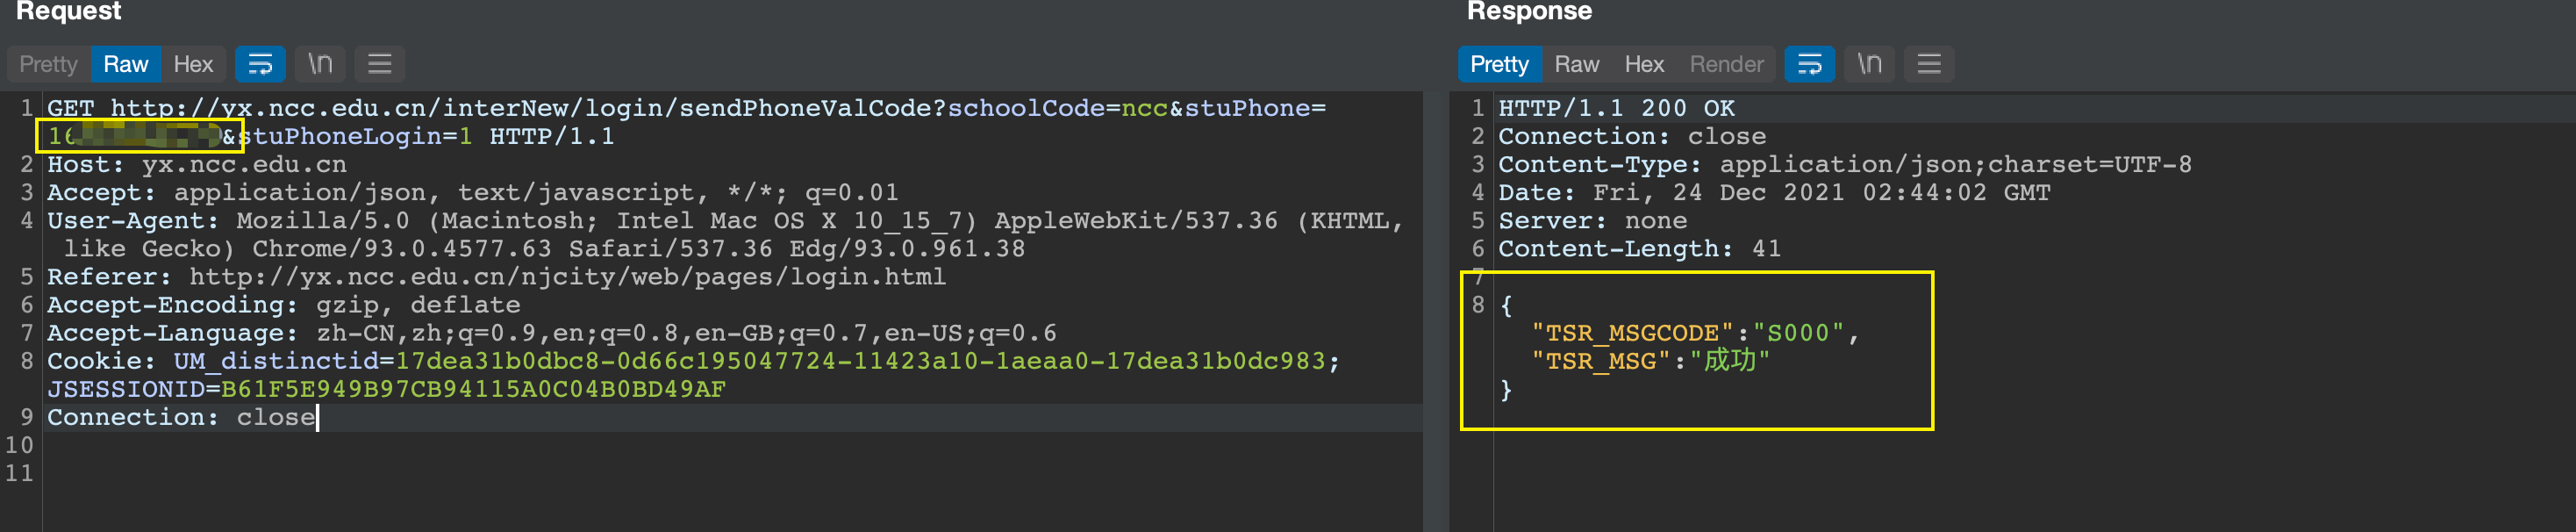 Request
Pretty Raw Hex \n
1 GET http://yx.ncc.edu.cn/interNew/login/sendPhoneValCode?schoolCode=ncc&stuPhone=
16 &stuPhoneLogin=1 HTTP/1.1
2 Host: yx.ncc.edu.cn
3 Accept: application/json, text/javascript, */*; q=0.01
4 User-Agent: Mozilla/5.0 (Macintosh; Intel Mac OS X 10_15_7) AppleWebKit/537.36 (KHTML,
like Gecko) Chrome/93.0.4577.63 Safari/537.36 Edg/93.0.961.38
5 Referer: http://yx.ncc.edu.cn/njcity/web/pages/login.html
6 Accept-Encoding: gzip, deflate
7 Accept-Language: zh-CN,zh;q=0.9,en;q=0.8,en-GB;q=0.7,en-US;q=0.6
8 Cookie: UM_distinctid=17dea31b0dbc8-0d66c195047724-11423a10-1aeaa0-17dea31b0dc983;
JSESSIONID=B61F5E949B97CB94115A0C04B0BD49AF
9 Connection: close
10
11
Response
Pretty Raw Hex Render \n
1 HTTP/1.1 200 OK
2 Connection: close
3 Content-Type: application/json;charset=UTF-8
4 Date: Fri, 24 Dec 2021 02:44:02 GMT
5 Server: none
6 Content-Length: 41
7
8 {
"TSR_MSGCODE":"S000",
"TSR_MSG":"成功"
}